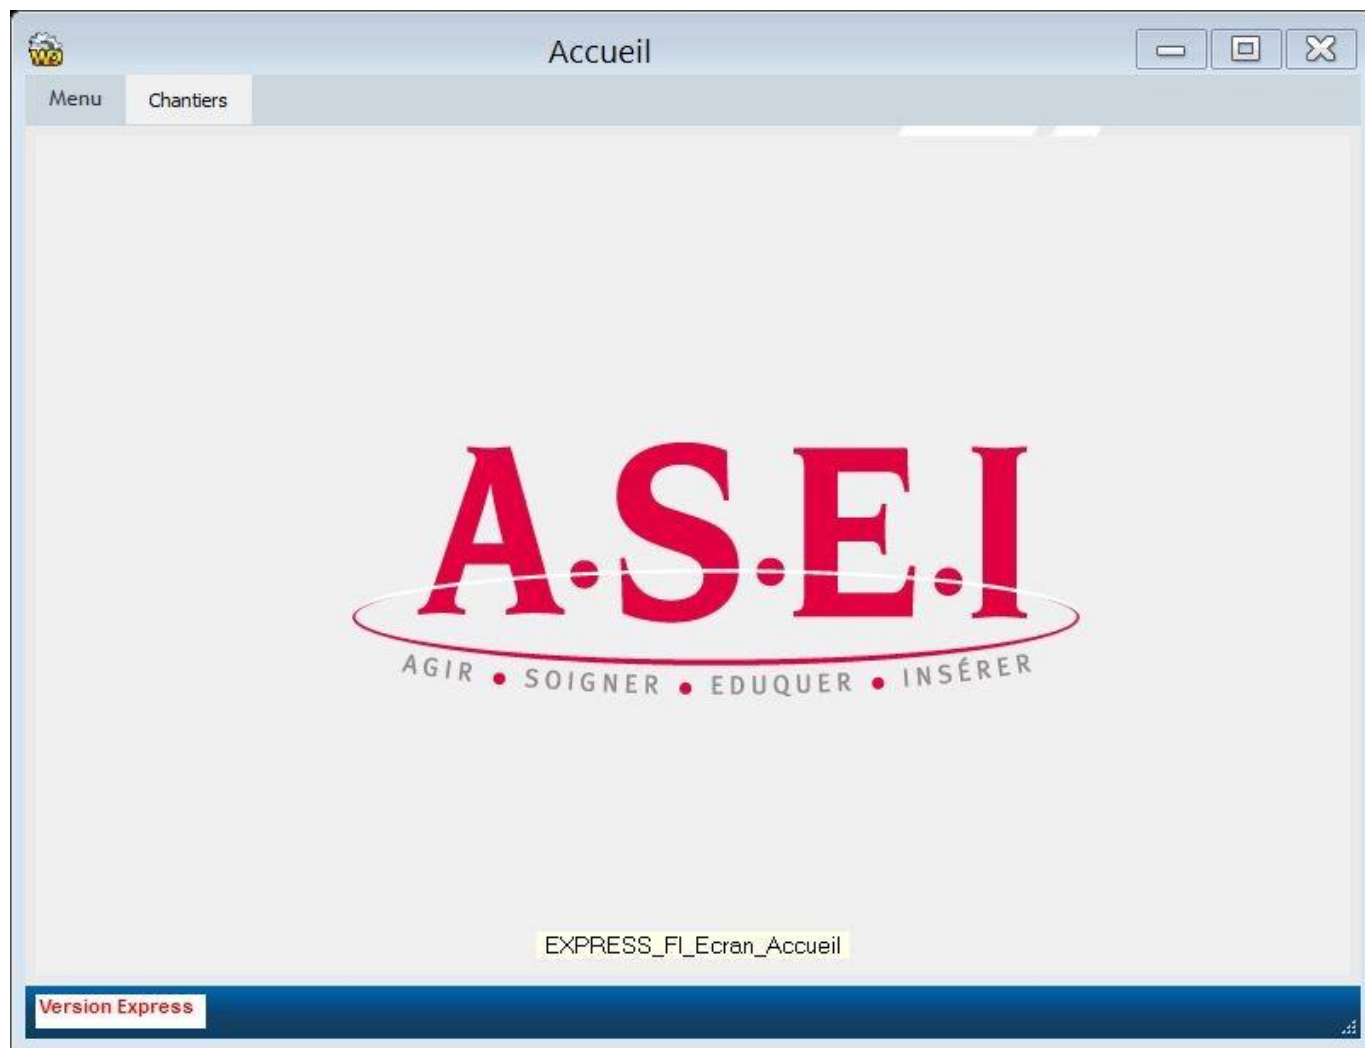 Accueil
Menu Chantiers
A.S.E.I
AGIR • SOIGNER • EDUQUER • INSÉRER
EXPRESS_FI_Ecran_Accueil
Version Express